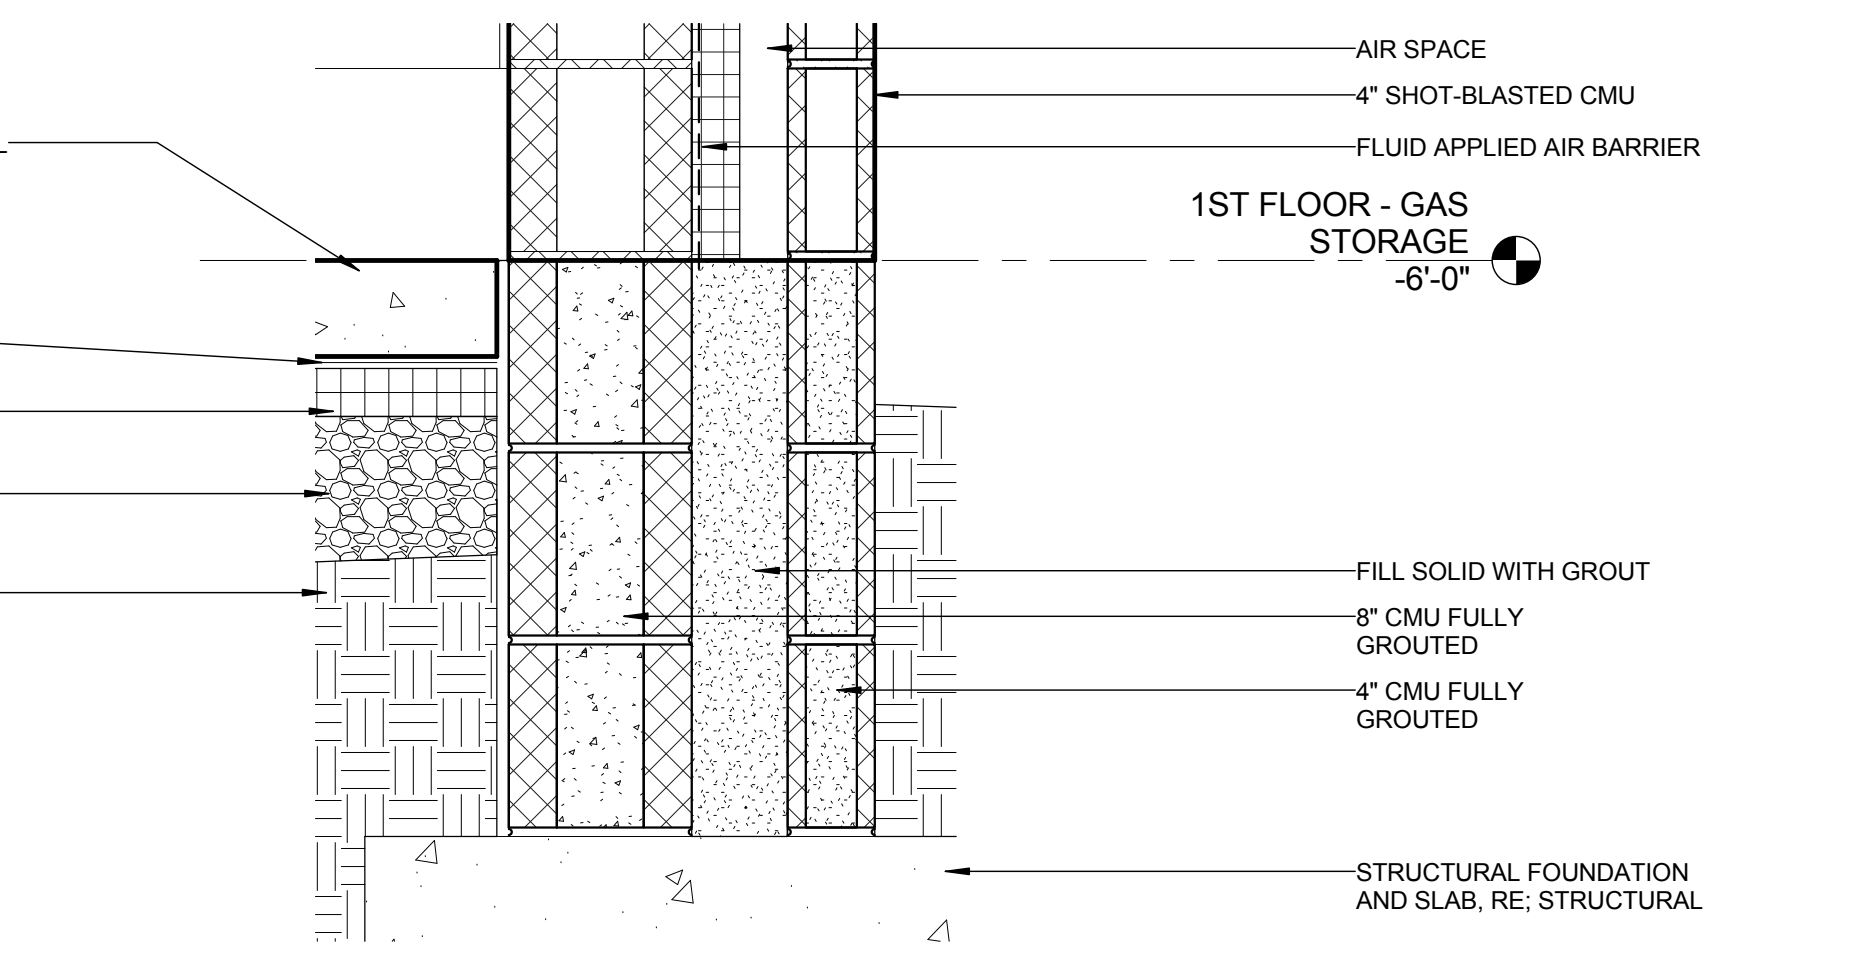 AIR SPACE
4" SHOT-BLASTED CMU
FLUID APPLIED AIR BARRIER
1ST FLOOR - GAS
STORAGE
-6'-0"
FILL SOLID WITH GROUT
8" CMU FULLY
GROUTED
4" CMU FULLY
GROUTED
STRUCTURAL FOUNDATION
AND SLAB, RE; STRUCTURAL